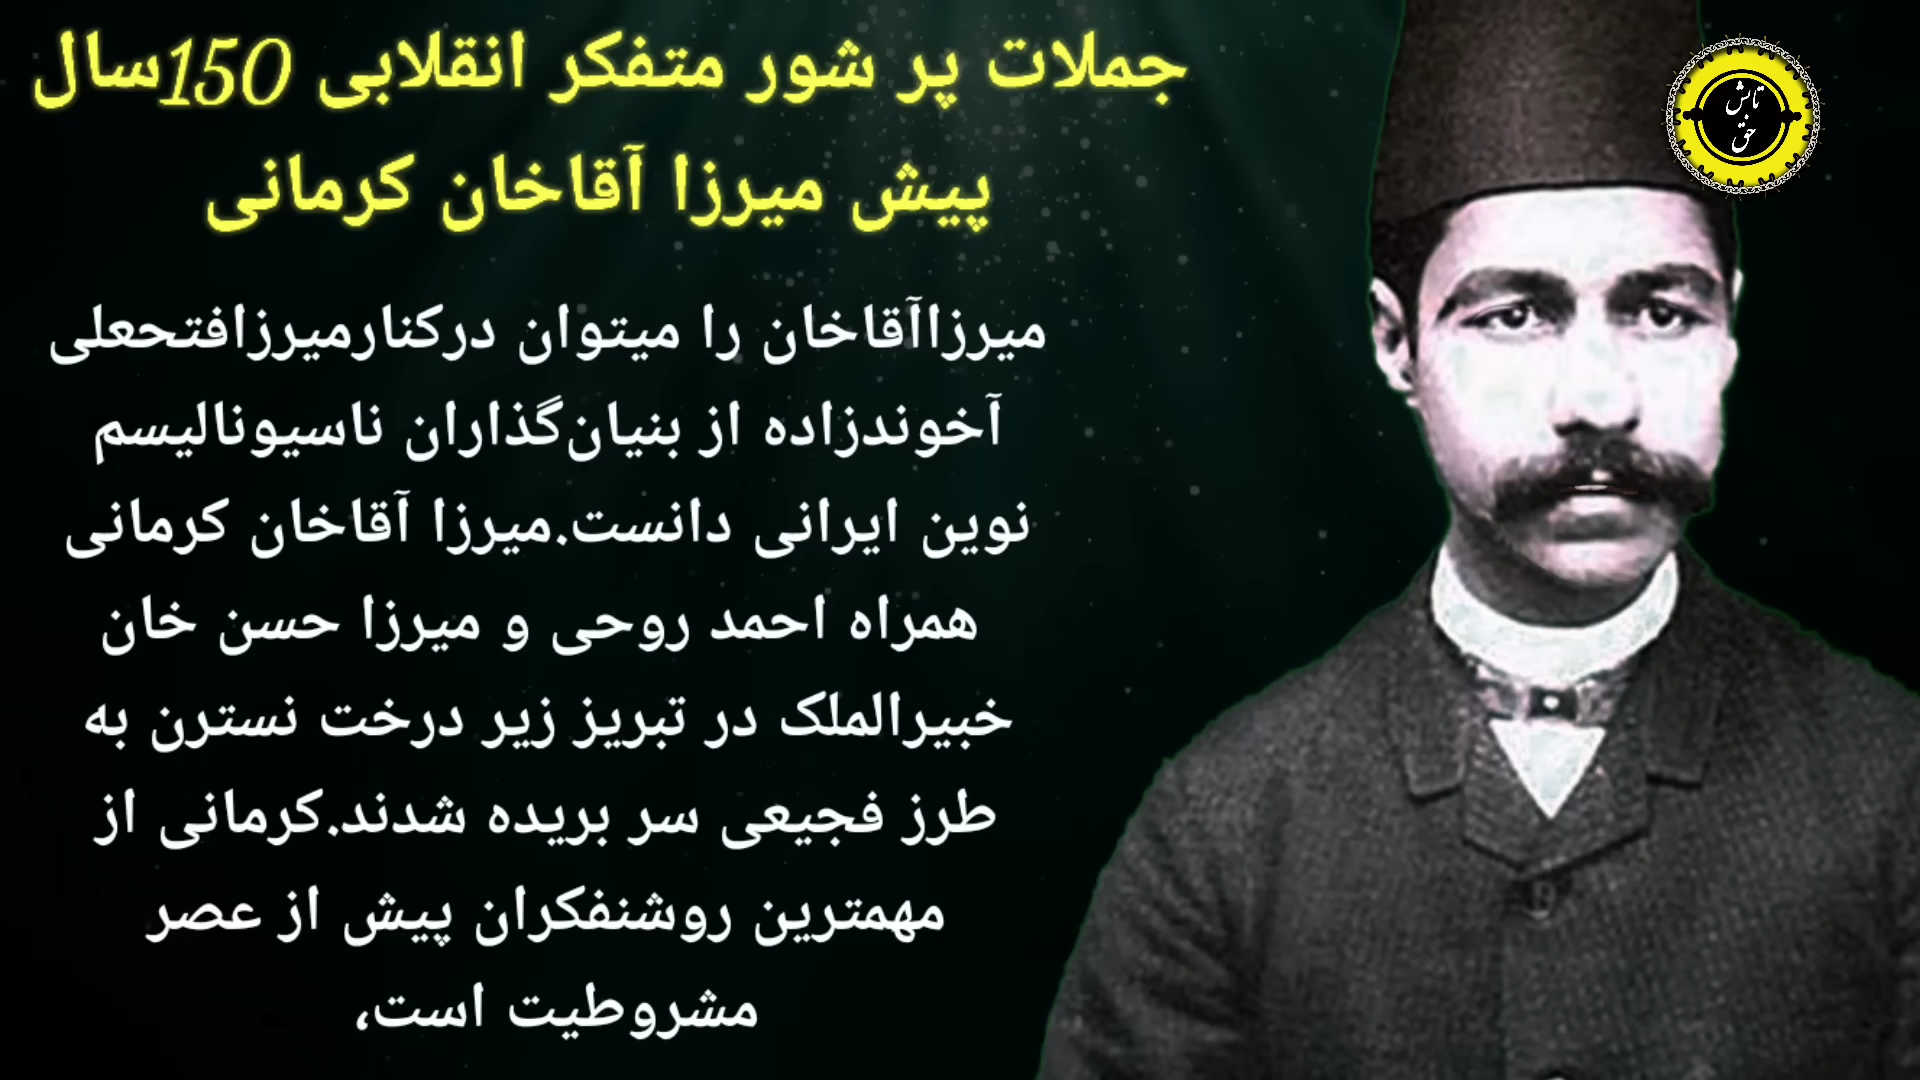 جملات پر شور متفکر انقلابی 150سال
پیش میرزا آقاخان کرمانی
تابش
حق
میرزاآقاخان را میتوان درکنارمیرزافتحعلی
آخوندزاده از بنیان‌گذاران ناسیونالیسم
نوین ایرانی دانست.میرزا آقاخان کرمانی
همراه احمد روحی و میرزا حسن خان
خبیرالملک در تبریز زیر درخت نسترن به
طرز فجیعی سر بریده شدند.کرمانی از
مهمترین روشنفکران پیش از عصر
مشروطیت است،